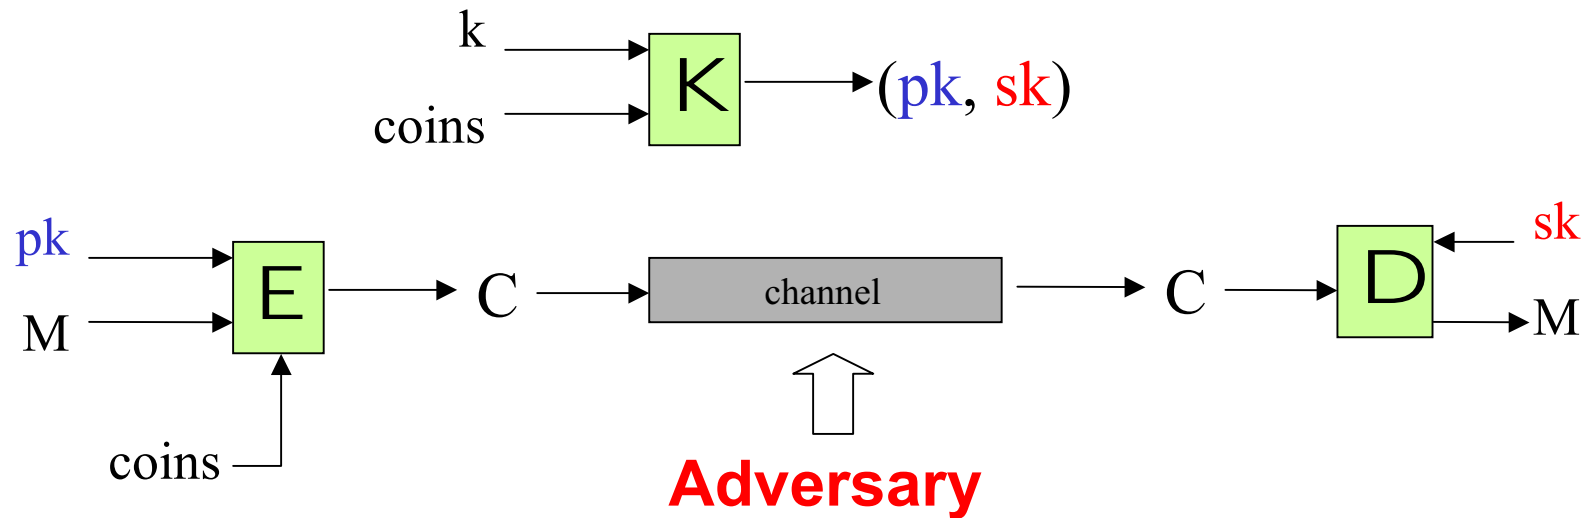 k
coins
K
(pk, sk)
pk
M
E
coins
C
channel
Adversary
C
D
sk
M